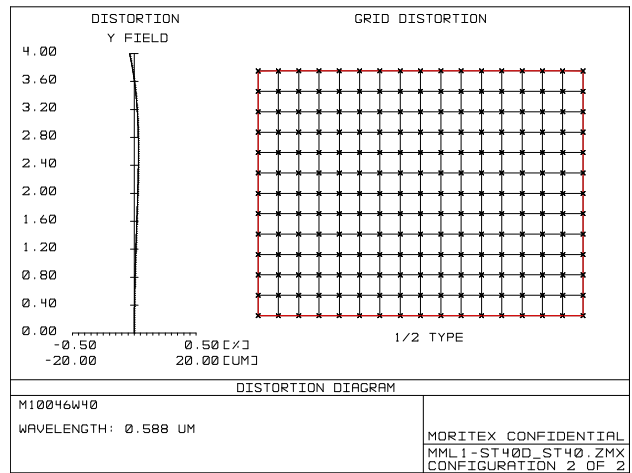 DISTORTION
Y FIELD
4.00
3.60
3.20
2.80
2.40
2.00
1.60
1.20
0.80
0.40
0.00
-0.50 0.50[%]
-20.00 20.00[UM]
GRID DISTORTION
1/2 TYPE
DISTORTION DIAGRAM
M10046W40
WAVELENGTH: 0.588 UM
MORITEX CONFIDENTIAL
MML1-ST40D_ST40.ZMX
CONFIGURATION 2 OF 2